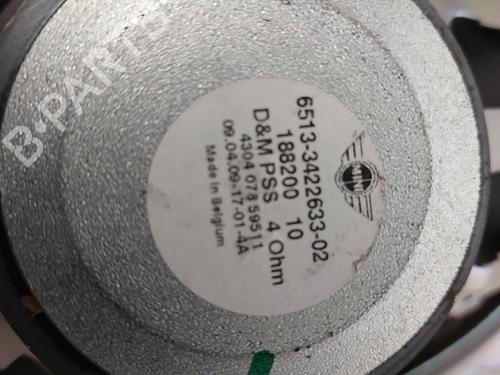 B-PARTS
6513-3422633-02
188200 10
D&M PSS 4 Ohm
4304 078 59511
09.04.09-17-01-4A
Made In Belgium
MINI